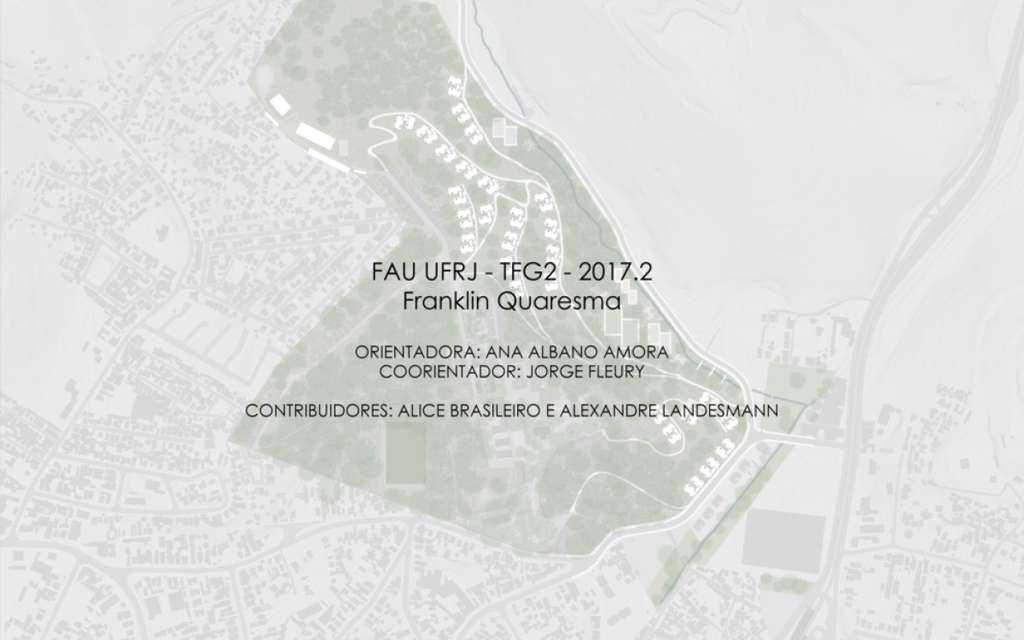 FAU UFRJ - TFG2 - 2017.2
Franklin Quaresma
ORIENTADORA: ANA ALBANO AMORA
COORIENTADOR: JORGE FLEURY
CONTRIBUIDORES: ALICE BRASILEIRO E ALEXANDRE LANDESMANN